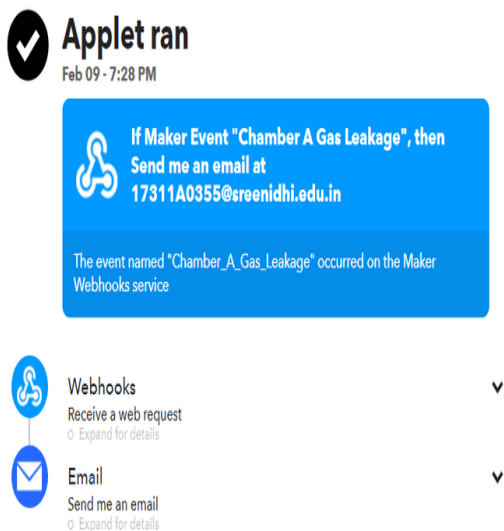 Applet ran
Feb 09 - 7:28 PM
If Maker Event "Chamber A Gas Leakage", then
Send me an email at
17311A0355@sreenidhi.edu.in
The event named "Chamber_A_Gas_Leakage" occurred on the Maker
Webhooks service
Webhooks
Receive a web request
Expand for details
Email
Send me an email
Expand for details